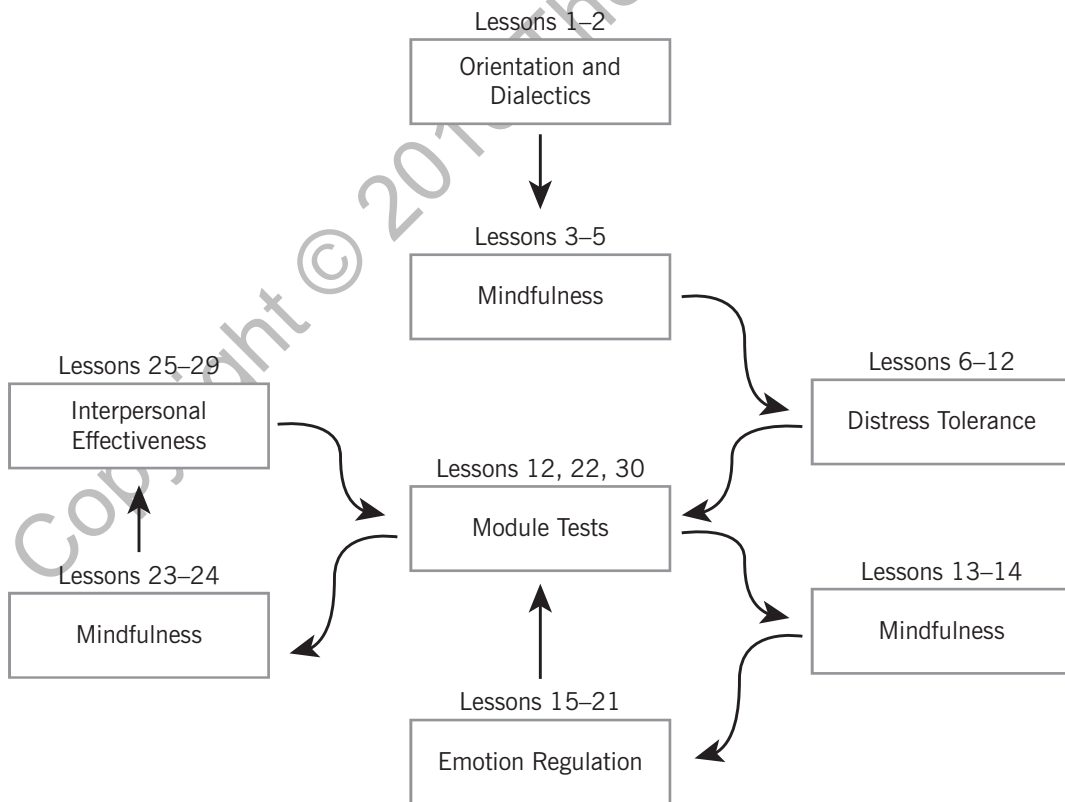 Lessons 1–2
Orientation and
Dialectics
Lessons 3–5
Mindfulness
Lessons 6–12
Distress Tolerance
Lessons 25–29
Interpersonal
Effectiveness
Lessons 12, 22, 30
Module Tests
Lessons 23–24
Mindfulness
Lessons 13–14
Mindfulness
Lessons 15–21
Emotion Regulation
Copyright ©